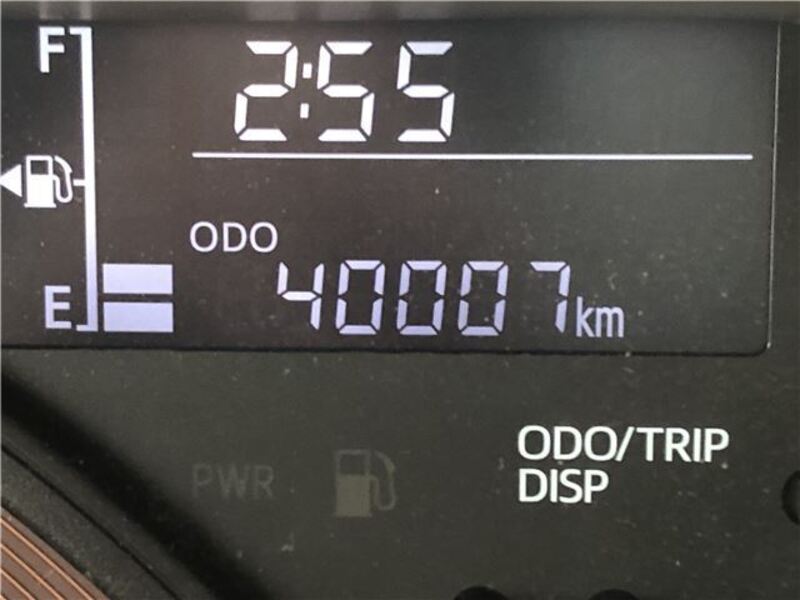 F
2:55
ODO
E
40007km
ODO/TRIP
PWR
DISP